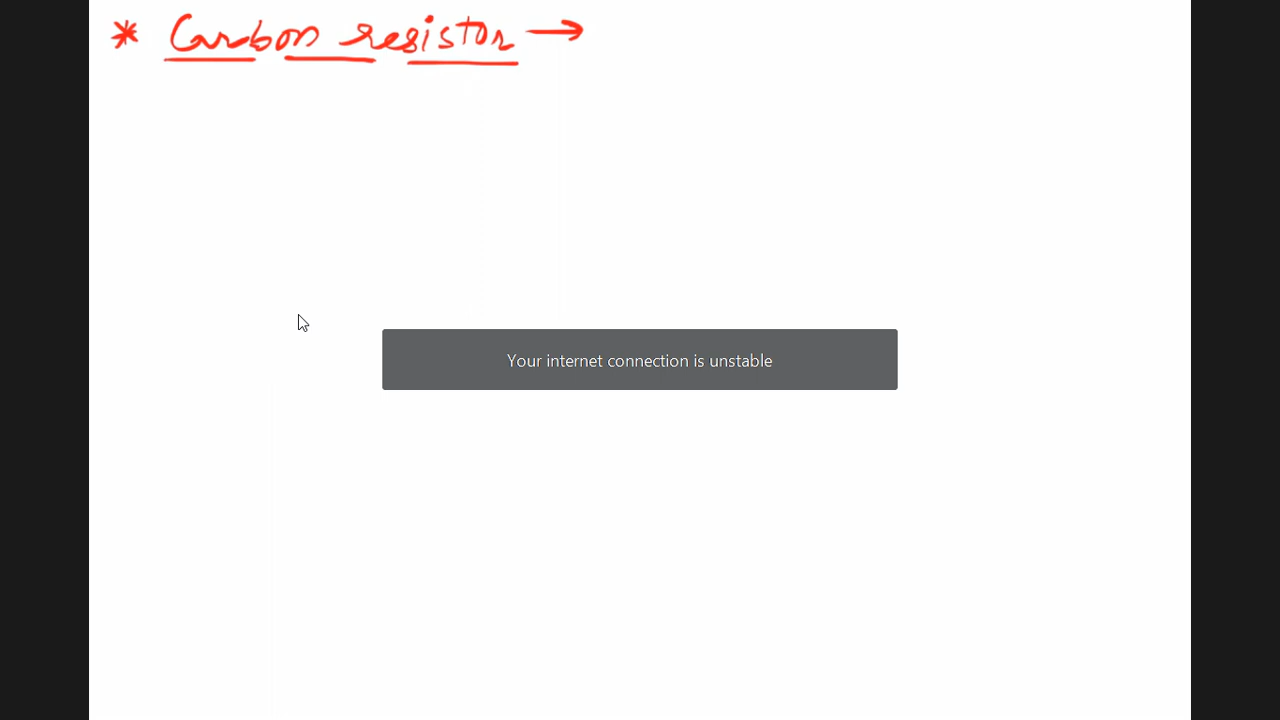 * Carbon resistor →
Your internet connection is unstable